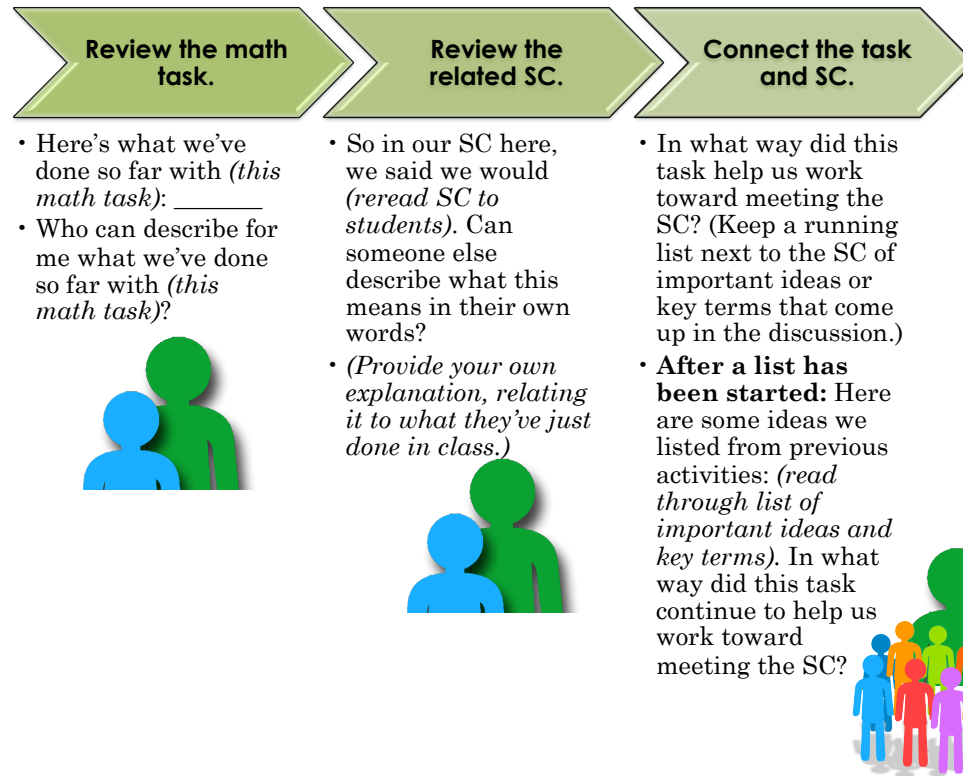 Review the math
task.
• Here’s what we’ve
done so far with (this
math task): _______
• Who can describe for
me what we’ve done
so far with (this
math task)?
Review the
related SC.
• So in our SC here,
we said we would
(reread SC to
students). Can
someone else
describe what this
means in their own
words?
• (Provide your own
explanation, relating
it to what they’ve just
done in class.)
Connect the task
and SC.
• In what way did this
task help us work
toward meeting the
SC? (Keep a running
list next to the SC of
important ideas or
key terms that come
up in the discussion.)
• After a list has
been started: Here
are some ideas we
listed from previous
activities: (read
through list of
important ideas and
key terms). In what
way did this task
continue to help us
work toward
meeting the SC?